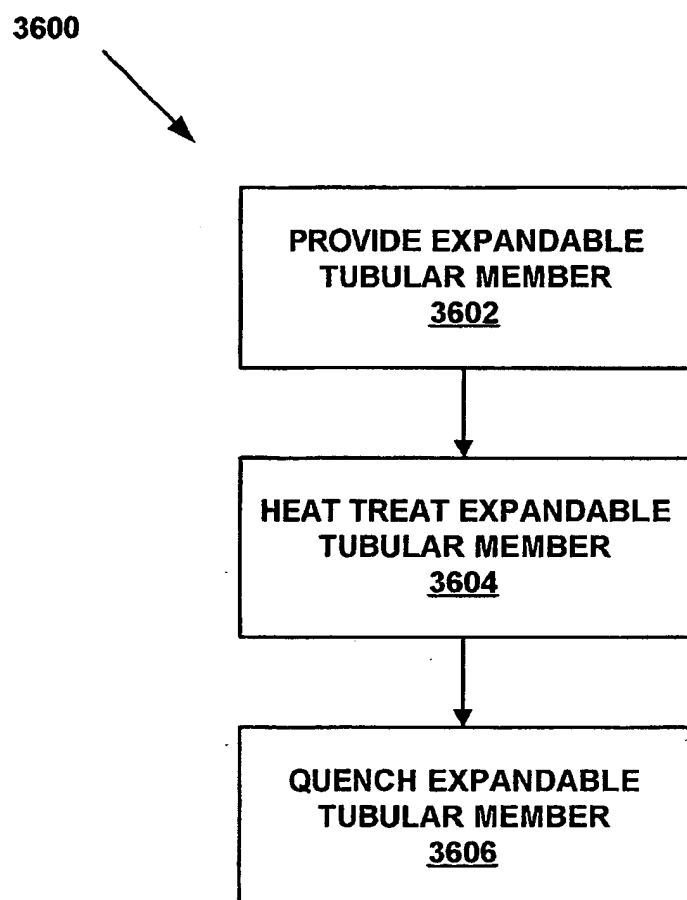 3600
PROVIDE EXPANDABLE
TUBULAR MEMBER
3602
HEAT TREAT EXPANDABLE
TUBULAR MEMBER
3604
QUENCH EXPANDABLE
TUBULAR MEMBER
3606